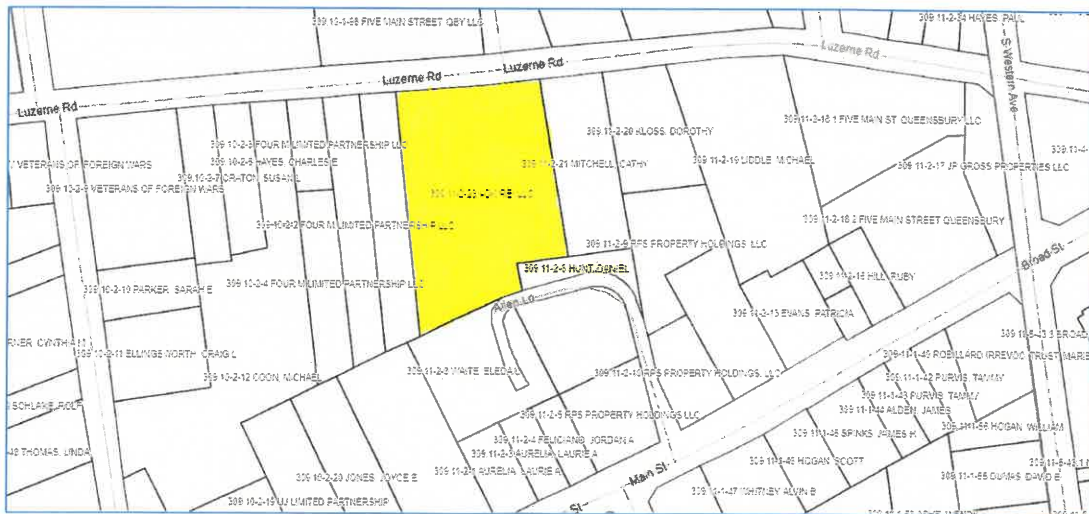 309.11-2-34 HAYES, PAUL
309.10-1-98 FIVE MAIN STREET QBY LLC
Luzerne Rd
Luzerne Rd
Luzerne Rd
Luzerne Rd
S. Western Ave
309.11-2-18.1 FIVE MAIN ST QUEENSBURY LLC
309.11-2-20 KLOSS, DOROTHY
309.10-2-5 FOUR M LIMITED PARTNERSHIP LLC
VETERANS OF FOREIGN WARS
309.10-2-6 HAYES, CHARLES E
309.11-2-21 MITCHELL, CATHY
309.11-2-19 LIDDLE, MICHAEL
309.11-2-17 JP GROSS PROPERTIES LLC
309.10-2-7 CRATON, SUSAN L
309.10-2-9 VETERANS OF FOREIGN WARS
309.10-2-2 FOUR M LIMITED PARTNERSHIP LLC
309.11-2-18.2 FIVE MAIN STREET QUEENSBURY
309.11-2-9 RPS PROPERTY HOLDINGS, LLC
Broad St
309.11-2-8 HUNT, DANIEL
309.11-2-16 HILL, RUBY
309.10-2-4 FOUR M LIMITED PARTNERSHIP LLC
309.10-2-10 PARKER, SARAH E
Allen Ln
309.11-2-13 EVANS, PATRICIA
309.10-2-11 ELLINGS NORTH, CRAIG L
309.11-1-40 ROBILLARD IRREVOC TRUST, MARIE
309.11-2-3 WAITE, ELEDA L
309.11-2-10 RPS PROPERTY HOLDINGS, LLC
309.10-2-12 COON, MICHAEL
309.11-1-42 PURVIS, TAMMY
309.11-1-43 PURVIS, TAMMY
SCHLAKE, ROLF
309.11-1-44 ALDEN, JAMES
309.11-2-5 RPS PROPERTY HOLDINGS LLC
309.11-1-56 HOGAN, WILLIAM
309.11-1-45 SPINKS, JAMES H
309.11-2-4 FELICIANO, JORDAN A
THOMAS, LINDA
309.11-2-3 AURELIA, LAURIE A
309.11-1-46 HOGAN, SCOTT
309.11-2-1 AURELIA, LAURIE A
Main St
309.10-2-20 JONES, JOYCE E
309.11-1-55 DUMAS, DAVID E
309.11-1-47 WHITNEY, ALVIN B
309.10-2-19 UJ LIMITED PARTNERSHIP
St